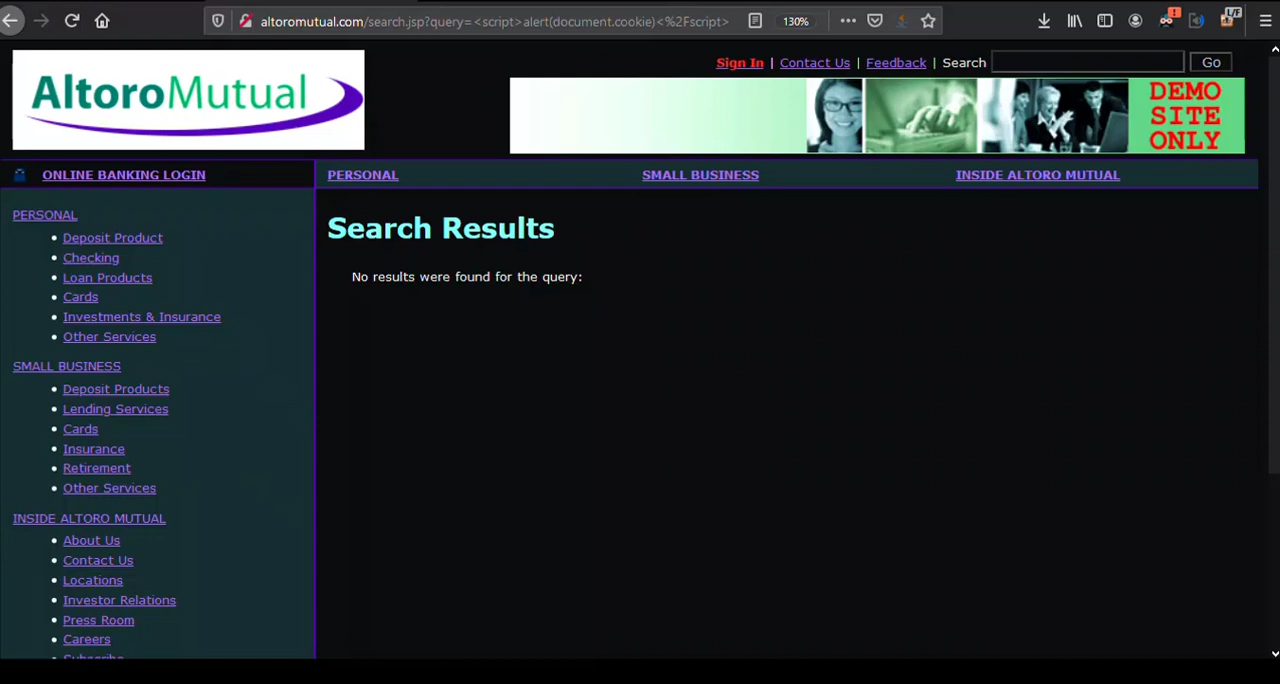 altoromutual.com/search.jsp?query=<script>alert(document.cookie)<%2Fscript>
130%
L/F
AltoroMutual
Sign In | Contact Us | Feedback | Search
Go
DEMO
SITE
ONLY
ONLINE BANKING LOGIN
PERSONAL
SMALL BUSINESS
INSIDE ALTORO MUTUAL
PERSONAL
Deposit Product
Checking
Loan Products
Cards
Investments & Insurance
Other Services
SMALL BUSINESS
Deposit Products
Lending Services
Cards
Insurance
Retirement
Other Services
INSIDE ALTORO MUTUAL
About Us
Contact Us
Locations
Investor Relations
Press Room
Careers
Subscribe
Search Results
No results were found for the query: